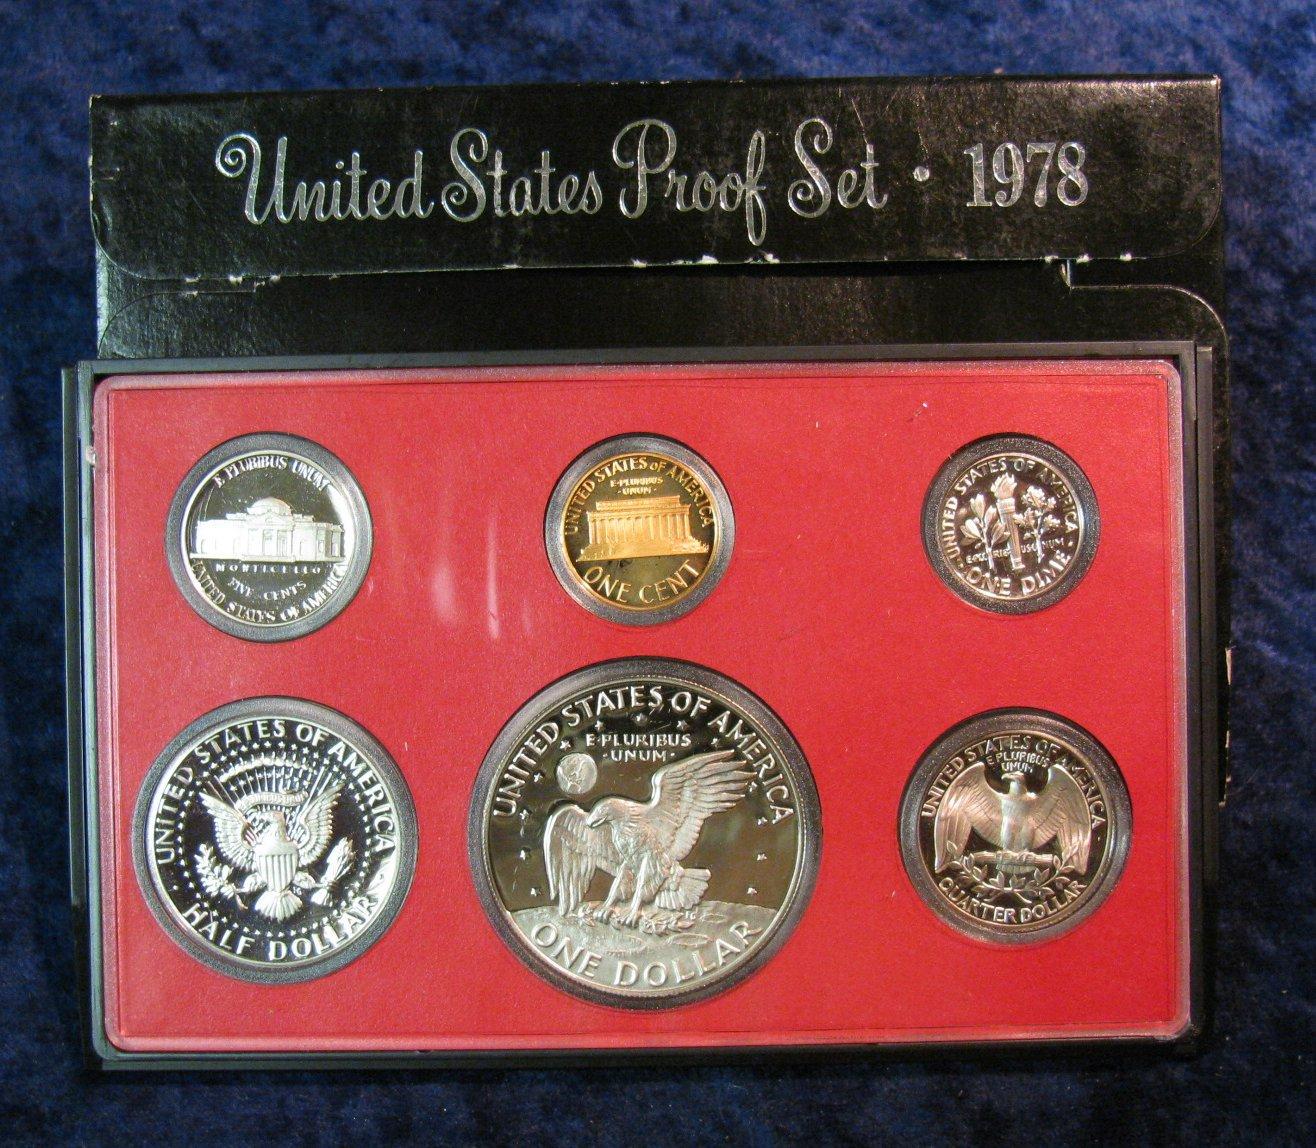 United States Proof Set · 1978
E PLURIBUS UNUM
MONTICELLO
FIVE CENTS
UNITED STATES OF AMERICA
UNITED STATES OF AMERICA
E·PLURIBUS
·UNUM·
ONE CENT
UNITED STATES OF AMERICA
ONE DIME
UNITED STATES OF AMERICA
HALF DOLLAR
UNITED STATES OF AMERICA
E·PLURIBUS
·UNUM·
ONE DOLLAR
UNITED STATES OF AMERICA
E PLURIBUS
UNUM
QUARTER DOLLAR